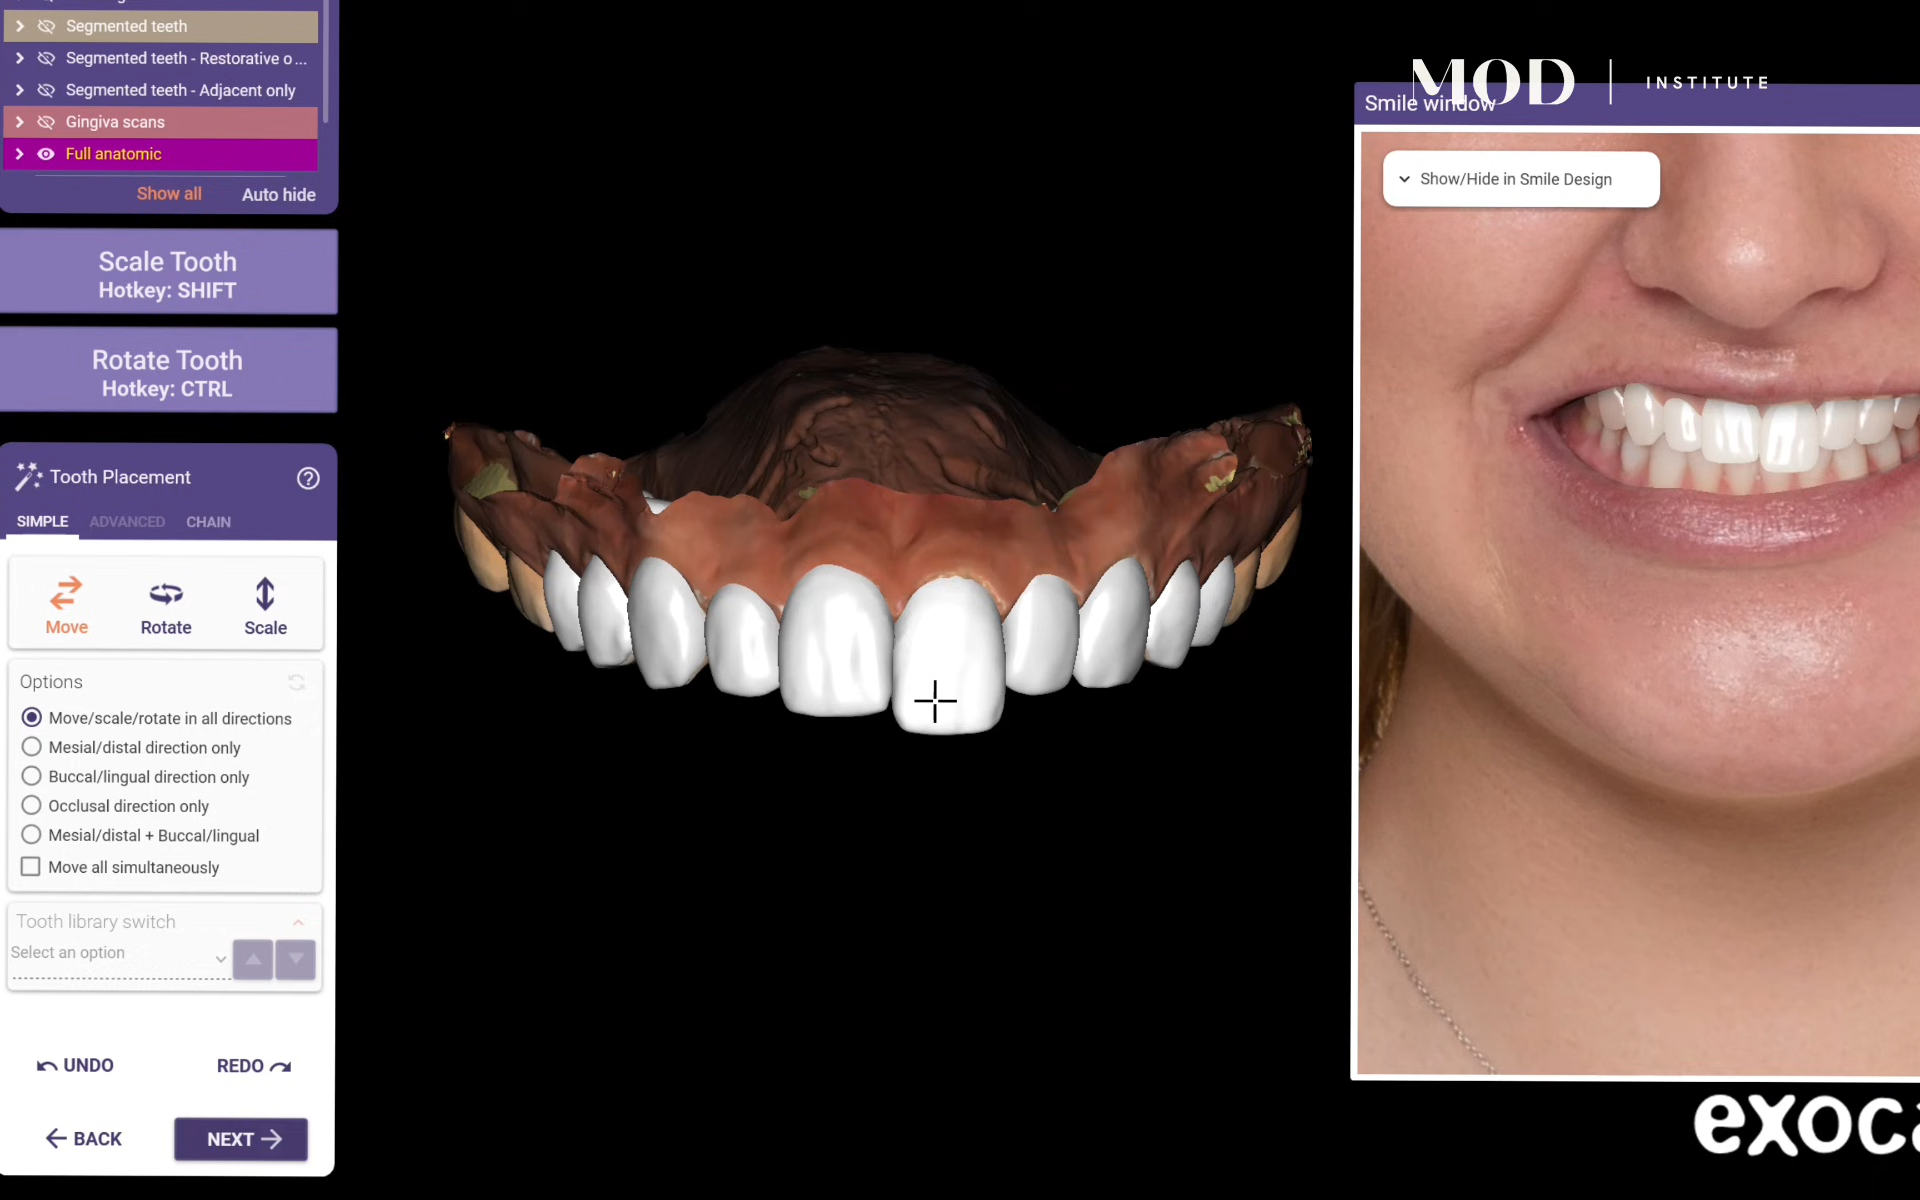 Segmented teeth
Segmented teeth - Restorative o ...
Segmented teeth - Adjacent only
Gingiva scans
Full anatomic
Show all Auto hide
Scale Tooth
Hotkey: SHIFT
Rotate Tooth
Hotkey: CTRL
Tooth Placement
SIMPLE ADVANCED CHAIN
Move Rotate Scale
Options
Move/scale/rotate in all directions
Mesial/distal direction only
Buccal/lingual direction only
Occlusal direction only
Mesial/distal + Buccal/lingual
Move all simultaneously
Tooth library switch
Select an option
UNDO REDO
BACK NEXT
MOD INSTITUTE
Smile window
Show/Hide in Smile Design
exoca